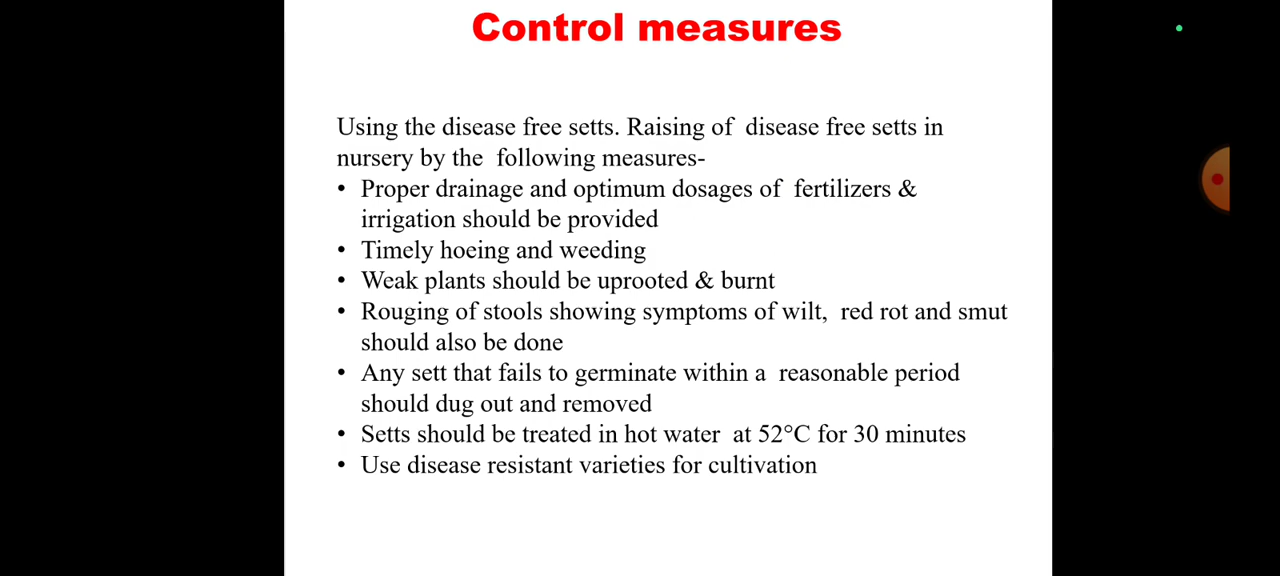 Control measures
Using the disease free setts. Raising of disease free setts in
nursery by the following measures-
• Proper drainage and optimum dosages of fertilizers &
irrigation should be provided
• Timely hoeing and weeding
• Weak plants should be uprooted & burnt
• Rouging of stools showing symptoms of wilt, red rot and smut
should also be done
• Any sett that fails to germinate within a reasonable period
should dug out and removed
• Setts should be treated in hot water at 52°C for 30 minutes
• Use disease resistant varieties for cultivation